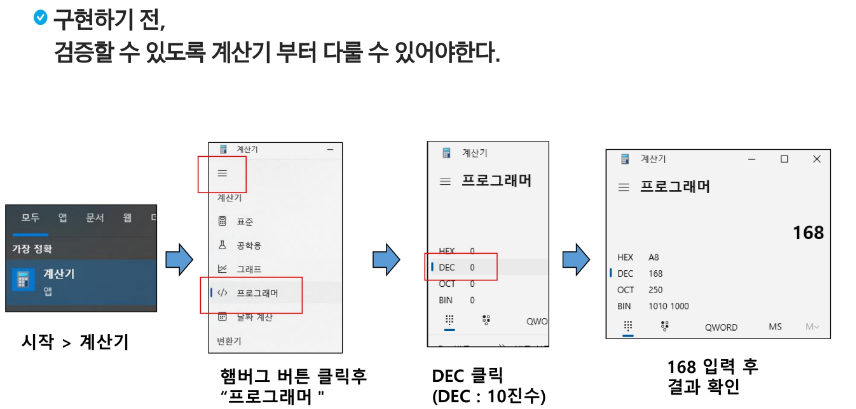 구현하기 전,
검증할 수 있도록 계산기 부터 다룰 수 있어야한다.
모두 앱 문서 웹
가장 정확
계산기
앱
시작 > 계산기
계산기
계산기
표준
공학용
그래프
프로그래머
날짜 계산
변환기
햄버그 버튼 클릭후
“프로그래머 "
계산기
프로그래머
HEX 0
DEC 0
OCT 0
BIN 0
QWO
DEC 클릭
(DEC : 10진수)
계산기
프로그래머
168
HEX A8
DEC 168
OCT 250
BIN 1010 1000
QWORD MS M
168 입력 후
결과 확인